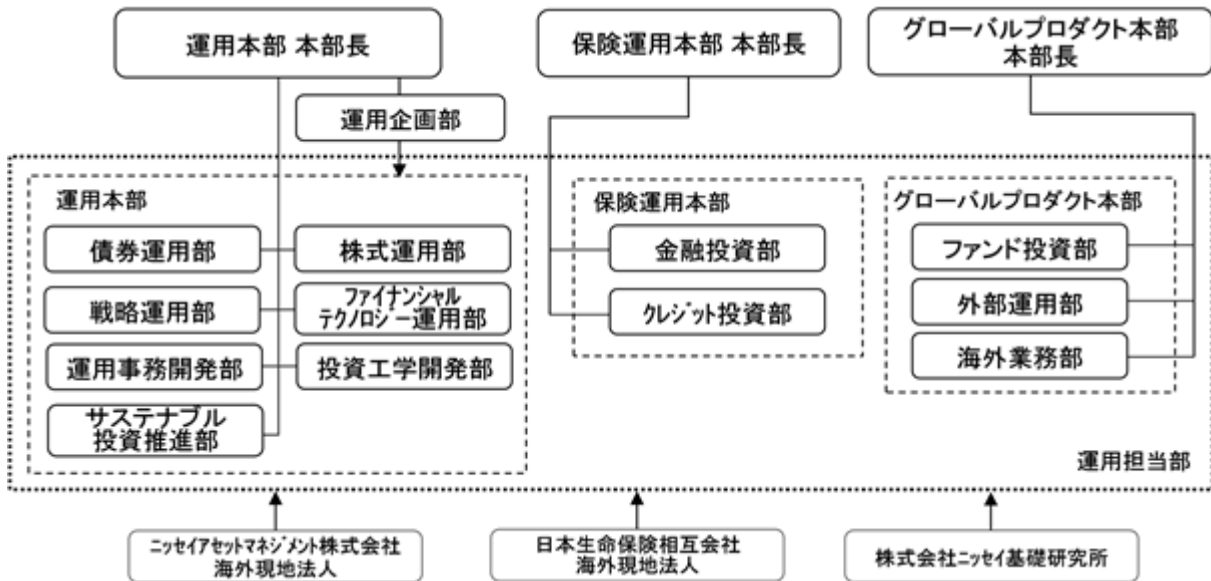 運用本部 本部長
保険運用本部 本部長
グローバルプロダクト本部
本部長
運用企画部
運用本部
債券運用部
株式運用部
戦略運用部
ファイナンシャル
テクノロジー運用部
運用事務開発部
投資工学開発部
サステナブル
投資推進部
保険運用本部
金融投資部
クレジット投資部
グローバルプロダクト本部
ファンド投資部
外部運用部
海外業務部
運用担当部
ニッセイアセットマネジメント株式会社
海外現地法人
日本生命保険相互会社
海外現地法人
株式会社ニッセイ基礎研究所